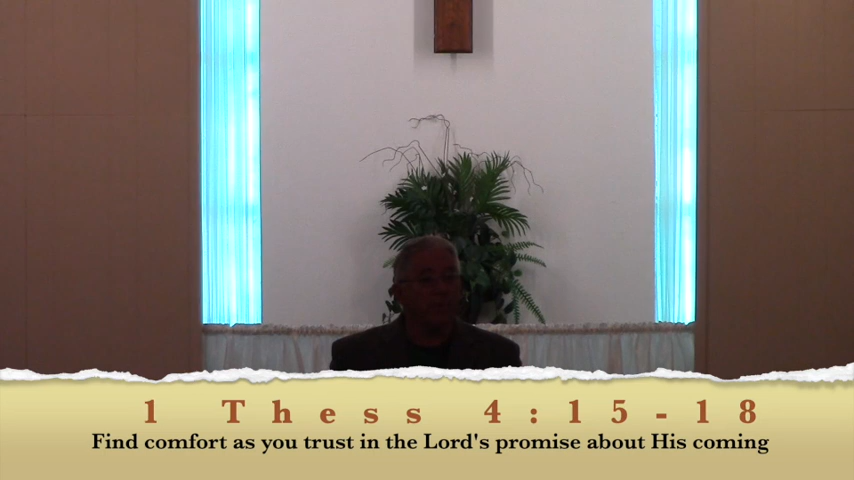 1 Thess 4:15-18
Find comfort as you trust in the Lord's promise about His coming